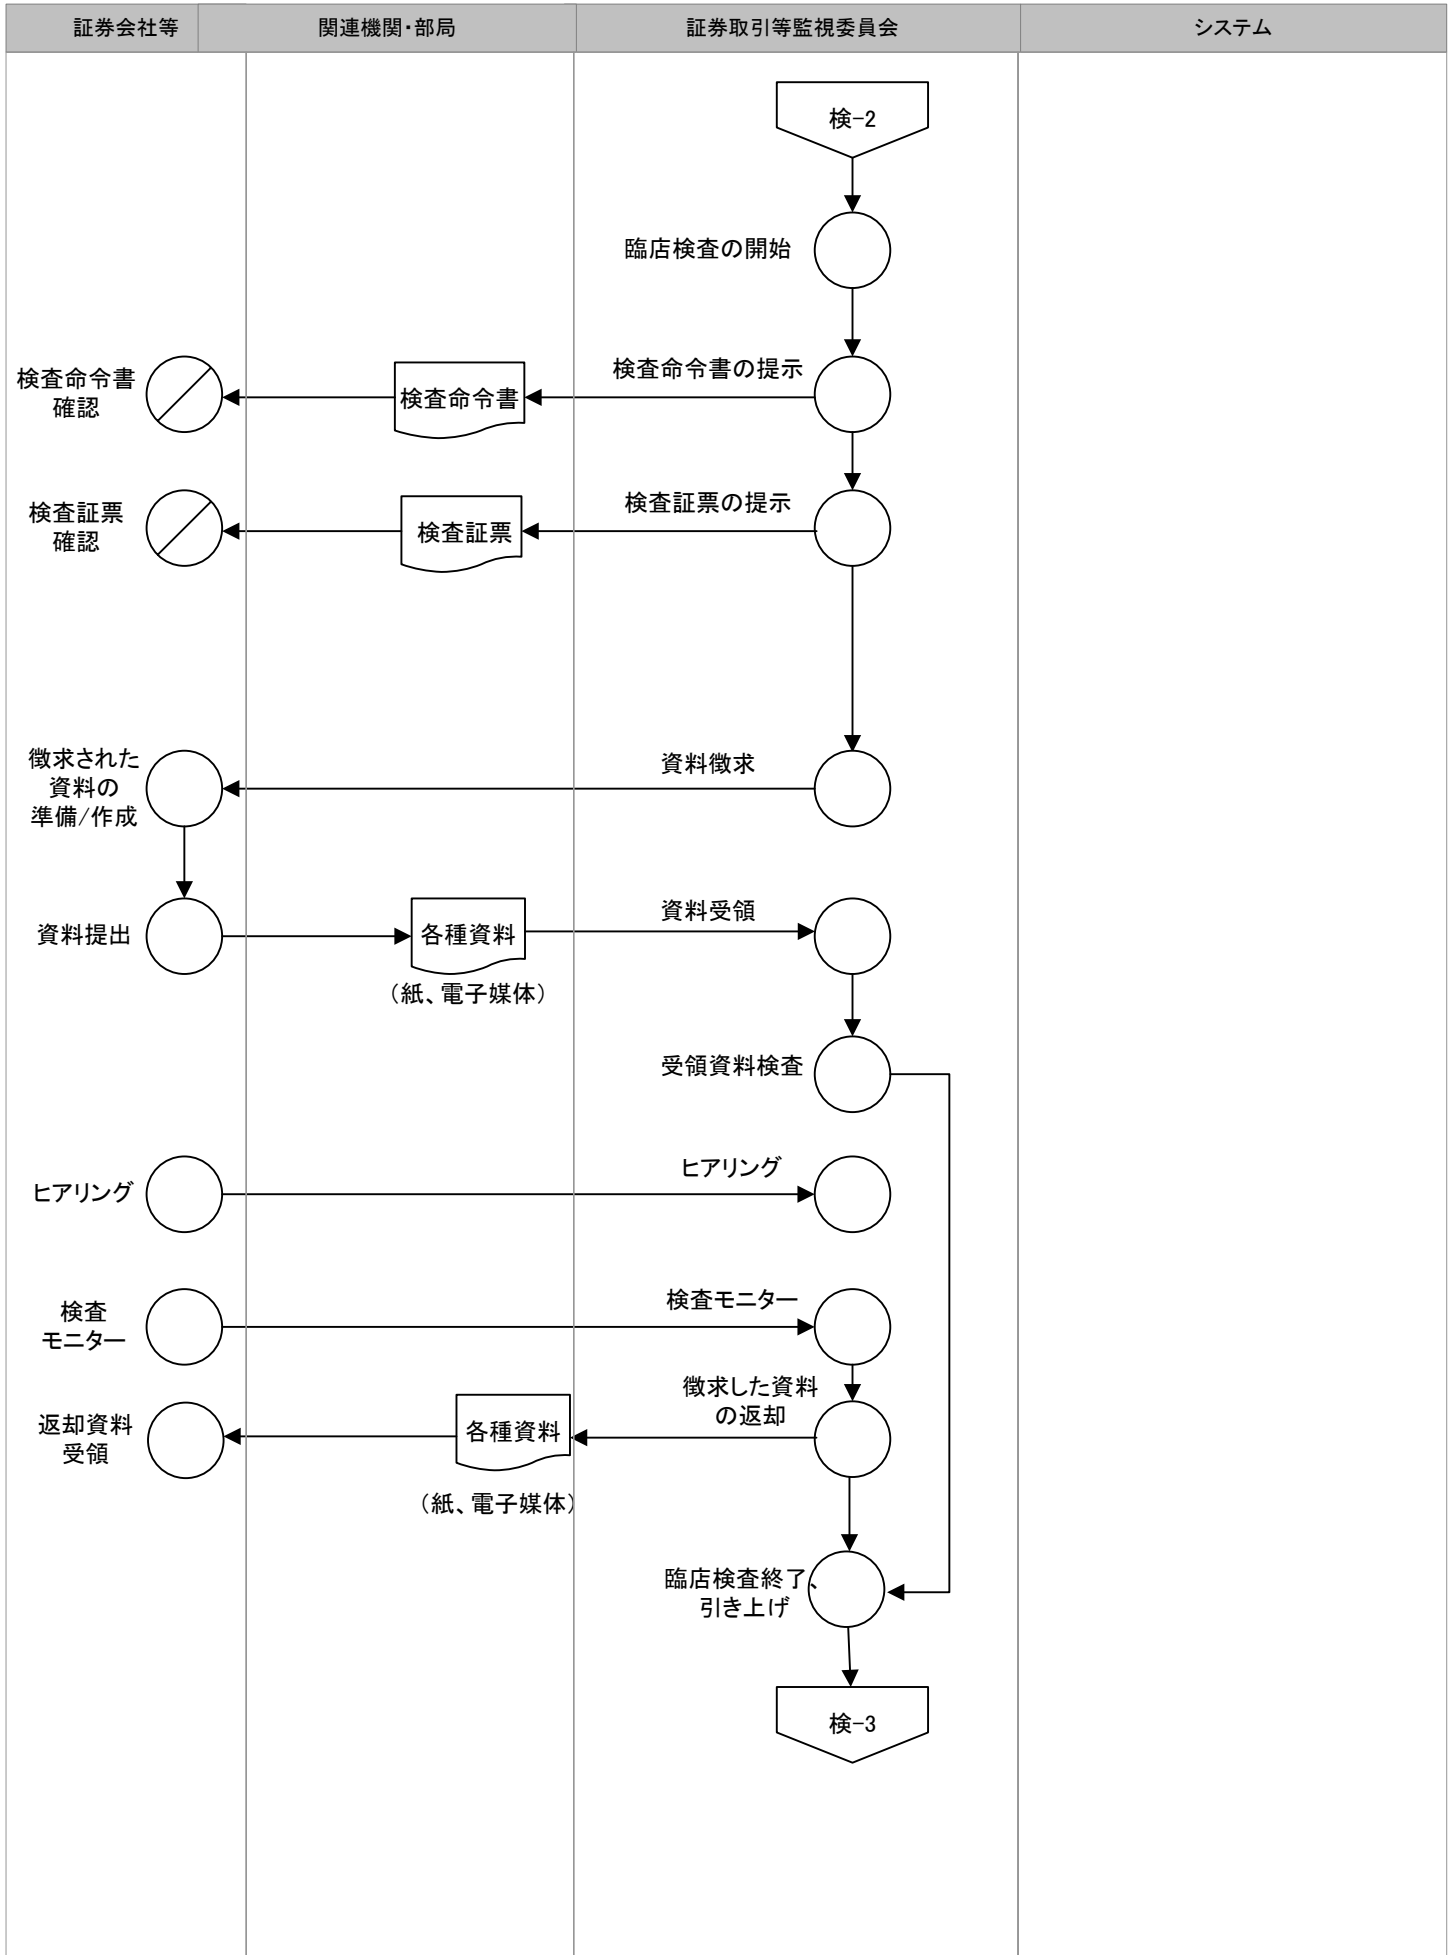 証券会社等
関連機関・部局
証券取引等監視委員会
システム
検-2
臨店検査の開始
検査命令書
確認
検査命令書
検査命令書の提示
検査証票
確認
検査証票
検査証票の提示
徴求された
資料の
準備/作成
資料徴求
資料提出
各種資料
(紙、電子媒体)
資料受領
受領資料検査
ヒアリング
ヒアリング
検査
モニター
検査モニター
返却資料
受領
各種資料
(紙、電子媒体)
徴求した資料
の返却
臨店検査終了、
引き上げ
検-3